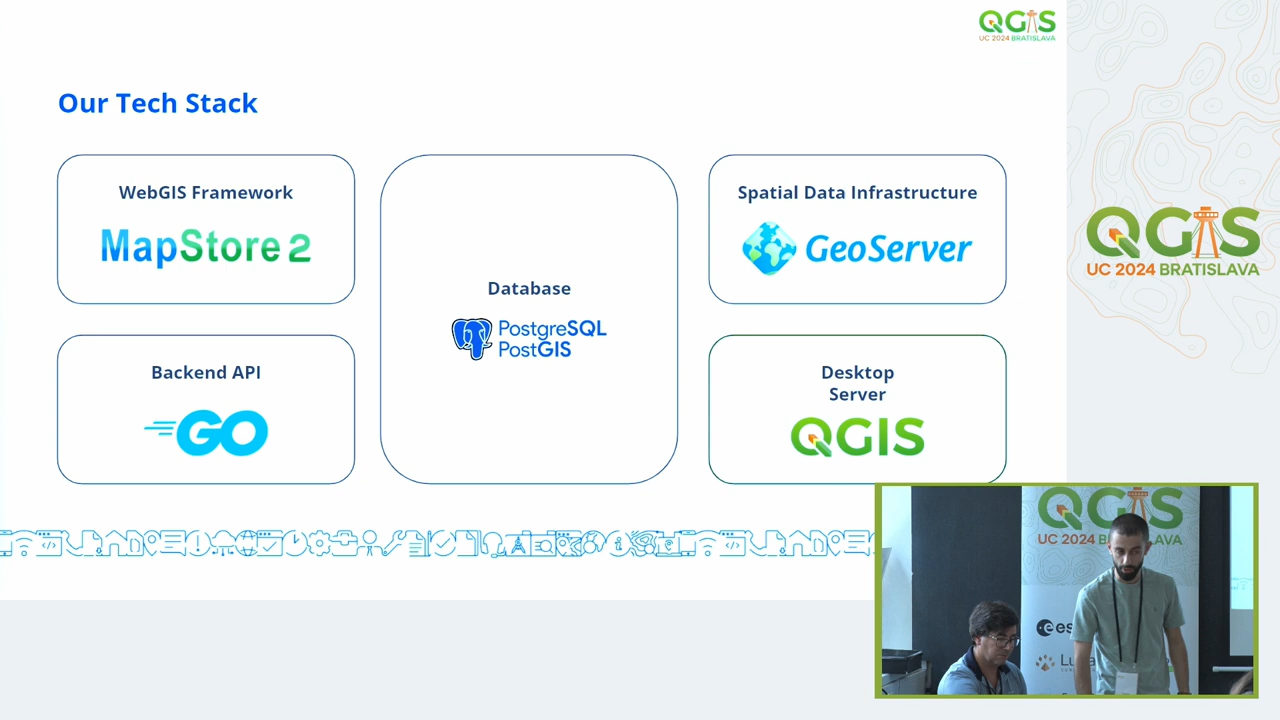 QGIS
UC 2024 BRATISLAVA
Our Tech Stack
WebGIS Framework
MapStore 2
Backend API
GO
Database
PostgreSQL
PostGIS
Spatial Data Infrastructure
GeoServer
Desktop
Server
QGIS
QGIS
UC 2024 BRATISLAVA
QGIS
UC 2024 BRATISLAVA